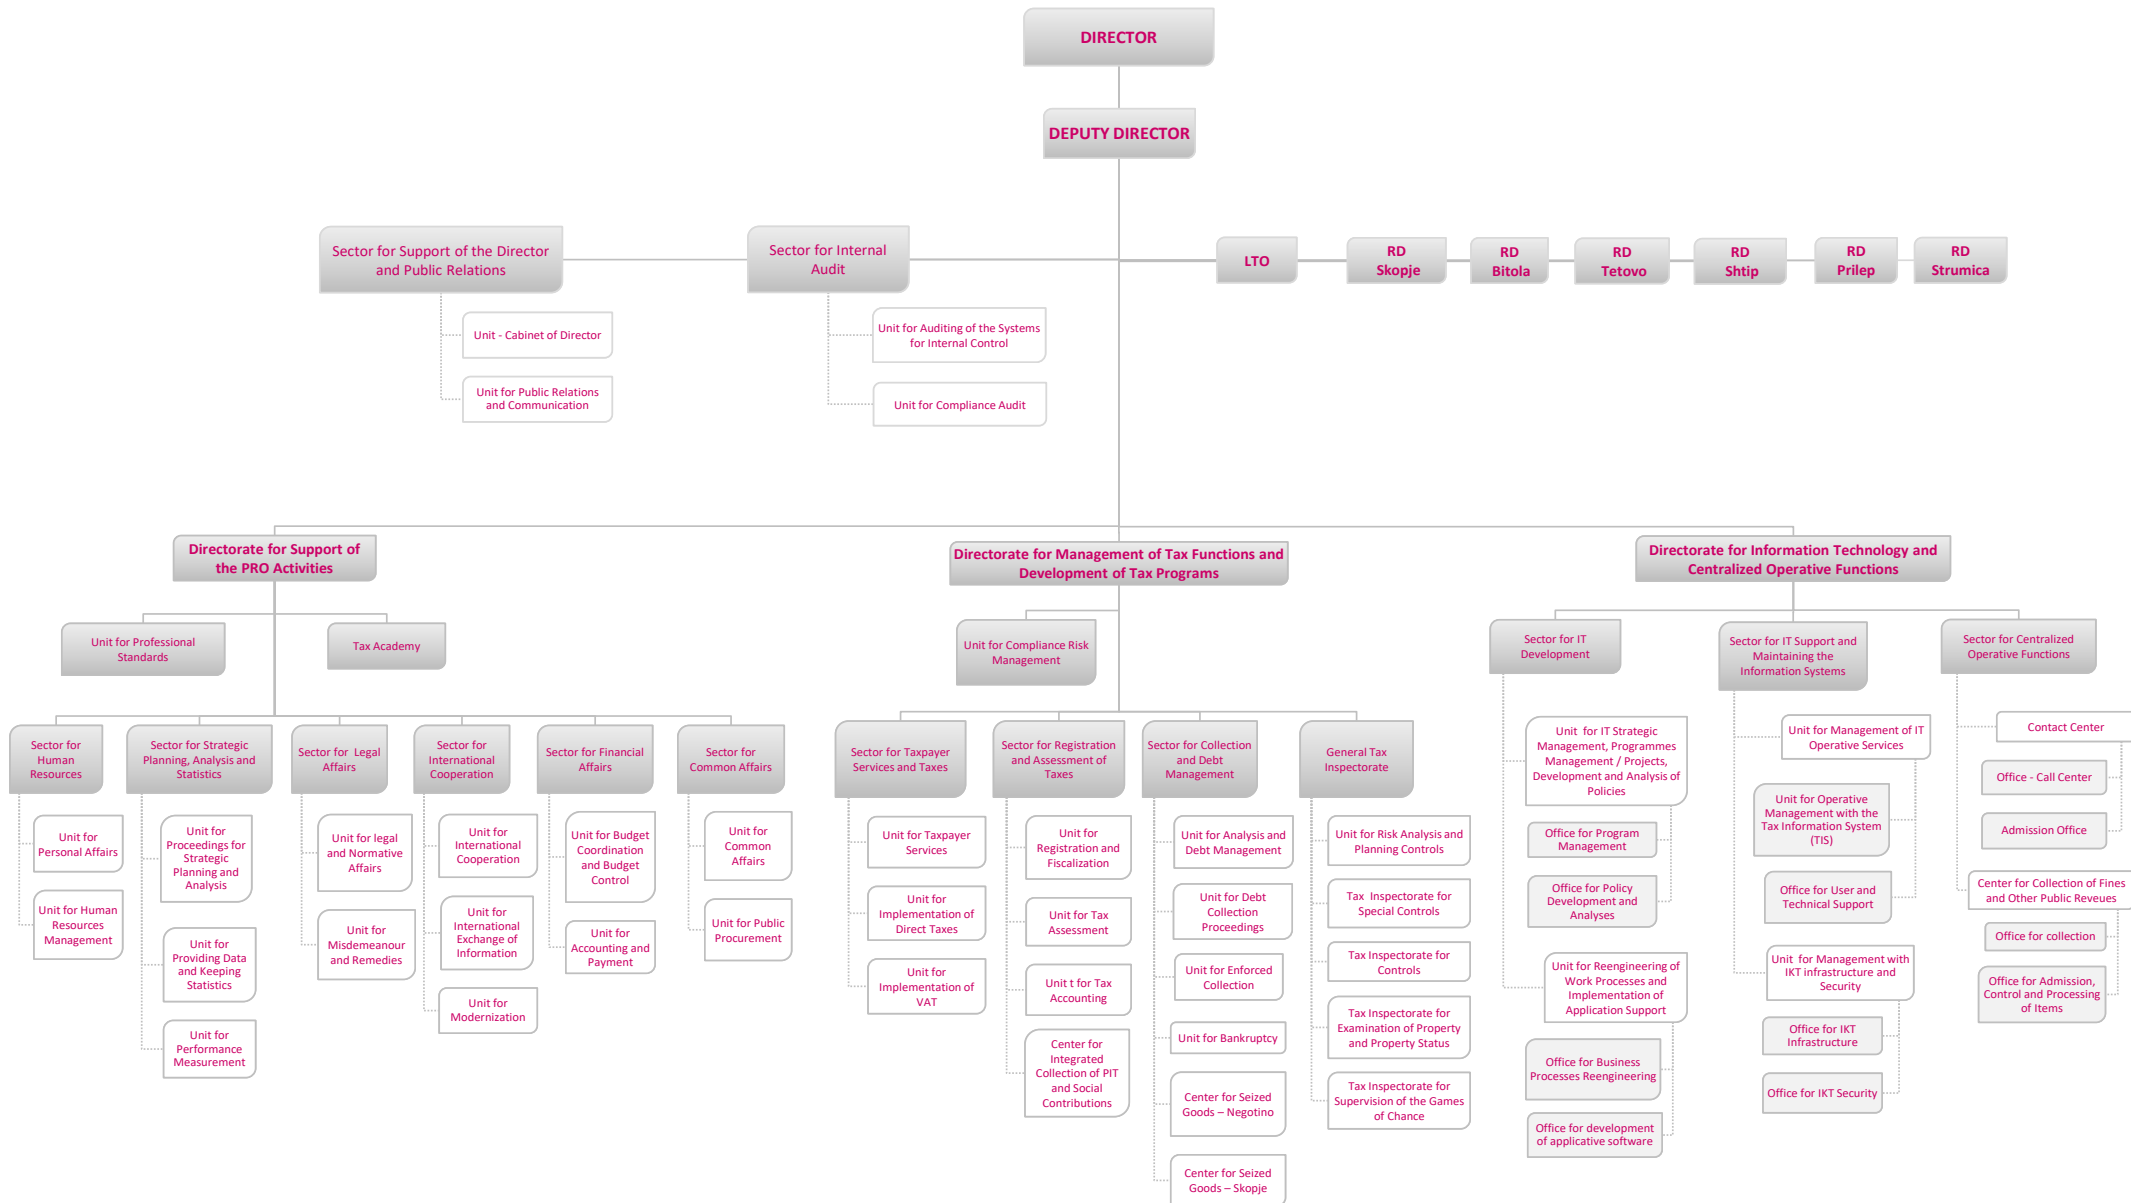 DIRECTOR
DEPUTY DIRECTOR
Sector for Support of the Director
and Public Relations
Sector for Internal
Audit
LTO
RD
Skopje
RD
Bitola
RD
Tetovo
RD
Shtip
RD
Prilep
RD
Strumica
Unit - Cabinet of Director
Unit for Public Relations
and Communication
Unit for Auditing of the Systems
for Internal Control
Unit for Compliance Audit
Directorate for Support of
the PRO Activities
Directorate for Management of Tax Functions and
Development of Tax Programs
Directorate for Information Technology and
Centralized Operative Functions
Unit for Professional
Standards
Tax Academy
Unit for Compliance Risk
Management
Sector for IT
Development
Sector for IT Support and
Maintaining the
Information Systems
Sector for Centralized
Operative Functions
Sector for
Human
Resources
Sector for Strategic
Planning, Analysis and
Statistics
Sector for  Legal
Affairs
Sector for
International
Cooperation
Sector for Financial
Affairs
Sector for
Common Affairs
Sector for Taxpayer
Services and Taxes
Sector for Registration
and Assessment of
Taxes
Sector for Collection
and Debt
Management
General Tax
Inspectorate
Unit for
Personal Affairs
Unit for Human
Resources
Management
Unit for
Proceedings for
Strategic
Planning and
Analysis
Unit for
Providing Data
and Keeping
Statistics
Unit for
Performance
Measurement
Unit for legal
and Normative
Affairs
Unit for
Misdemeanour
and Remedies
Unit for
International
Cooperation
Unit for
International
Exchange of
Information
Unit for
Modernization
Unit for Budget
Coordination
and Budget
Control
Unit for
Accounting and
Payment
Unit for
Common
Affairs
Unit for Public
Procurement
Unit for Taxpayer
Services
Unit for
Implementation of
Direct Taxes
Unit for
Implementation of
VAT
Unit for
Registration and
Fiscalization
Unit for Tax
Assessment
Unit t for Tax
Accounting
Center for
Integrated
Collection of PIT
and Social
Contributions
Unit for Analysis and
Debt Management
Unit for Debt
Collection
Proceedings
Unit for Enforced
Collection
Unit for Bankruptcy
Center for Seized
Goods – Negotino
Center for Seized
Goods – Skopje
Unit for Risk Analysis and
Planning Controls
Tax  Inspectorate for
Special Controls
Tax Inspectorate for
Controls
Tax Inspectorate for
Examination of Property
and Property Status
Tax Inspectorate for
Supervision of the Games
of Chance
Unit  for IT Strategic
Management, Programmes
Management / Projects,
Development and Analysis of
Policies
Office for Program
Management
Office for Policy
Development and
Analyses
Unit for Reengineering of
Work Processes and
Implementation of
Application Support
Office for Business
Processes Reengineering
Office for development
of applicative software
Unit for Management of IT
Operative Services
Unit for Operative
Management with the
Tax Information System
(TIS)
Office for User and
Technical Support
Unit  for Management with
IKT infrastructure and
Security
Office for IKT
Infrastructure
Office for IKT Security
Contact Center
Office - Call Center
Admission Office
Center for Collection of Fines
and Other Public Reveues
Office for collection
Office for Admission,
Control and Processing
of Items